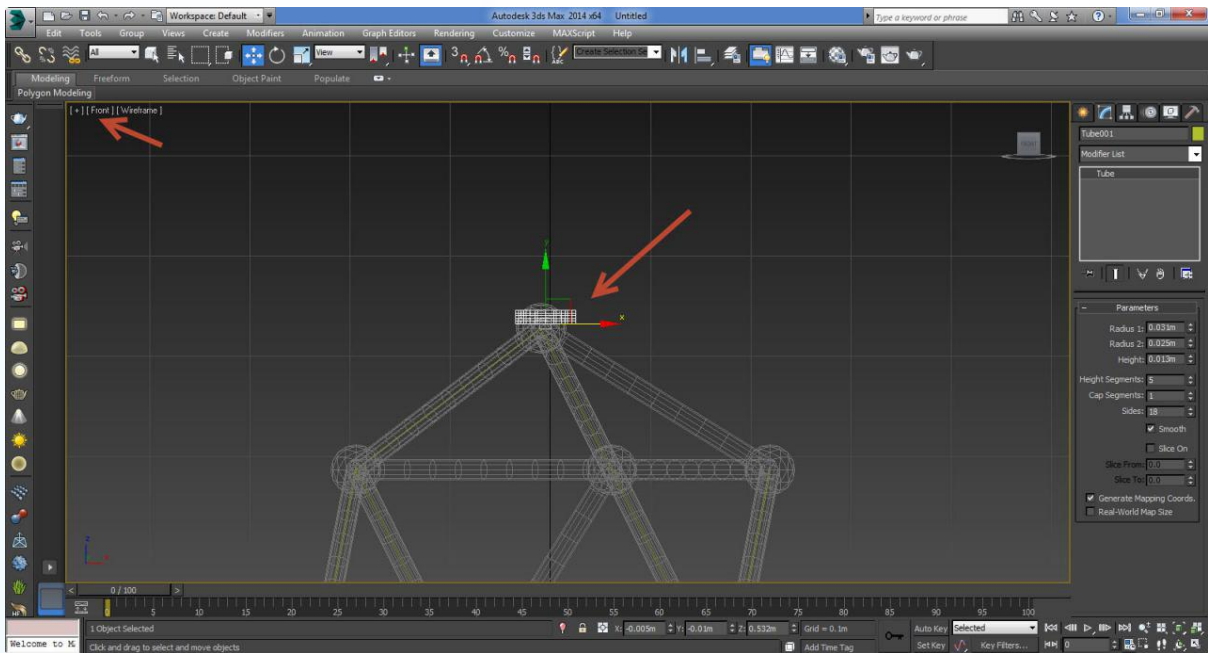 Workspace: Default
Autodesk 3ds Max 2014 x64 Untitled
Type a keyword or phrase
Edit Tools Group Views Create Modifiers Animation Graph Editors Rendering Customize MAXScript Help
All
View
3
Create Selection Se
Modeling Freeform Selection Object Paint Populate
Polygon Modeling
[ + ] [ Front ] [ Wireframe ]
FRONT
Tube001
Modifier List
Tube
y
x
z
Parameters
Radius 1: 0.031m
Radius 2: 0.025m
Height: 0.013m
Height Segments: 5
Cap Segments: 1
Sides: 18
Smooth
Slice On
Slice From: 0.0
Slice To: 0.0
Generate Mapping Coords.
Real-World Map Size
< 0 / 100 >
0 5 10 15 20 25 30 35 40 45 50 55 60 65 70 75 80 85 90 95 100
1 Object Selected
X: -0.005m Y: -0.01m Z: 0.532m Grid = 0.1m
Auto Key Selected
Welcome to M
Click and drag to select and move objects
Add Time Tag
Set Key Key Filters... 0